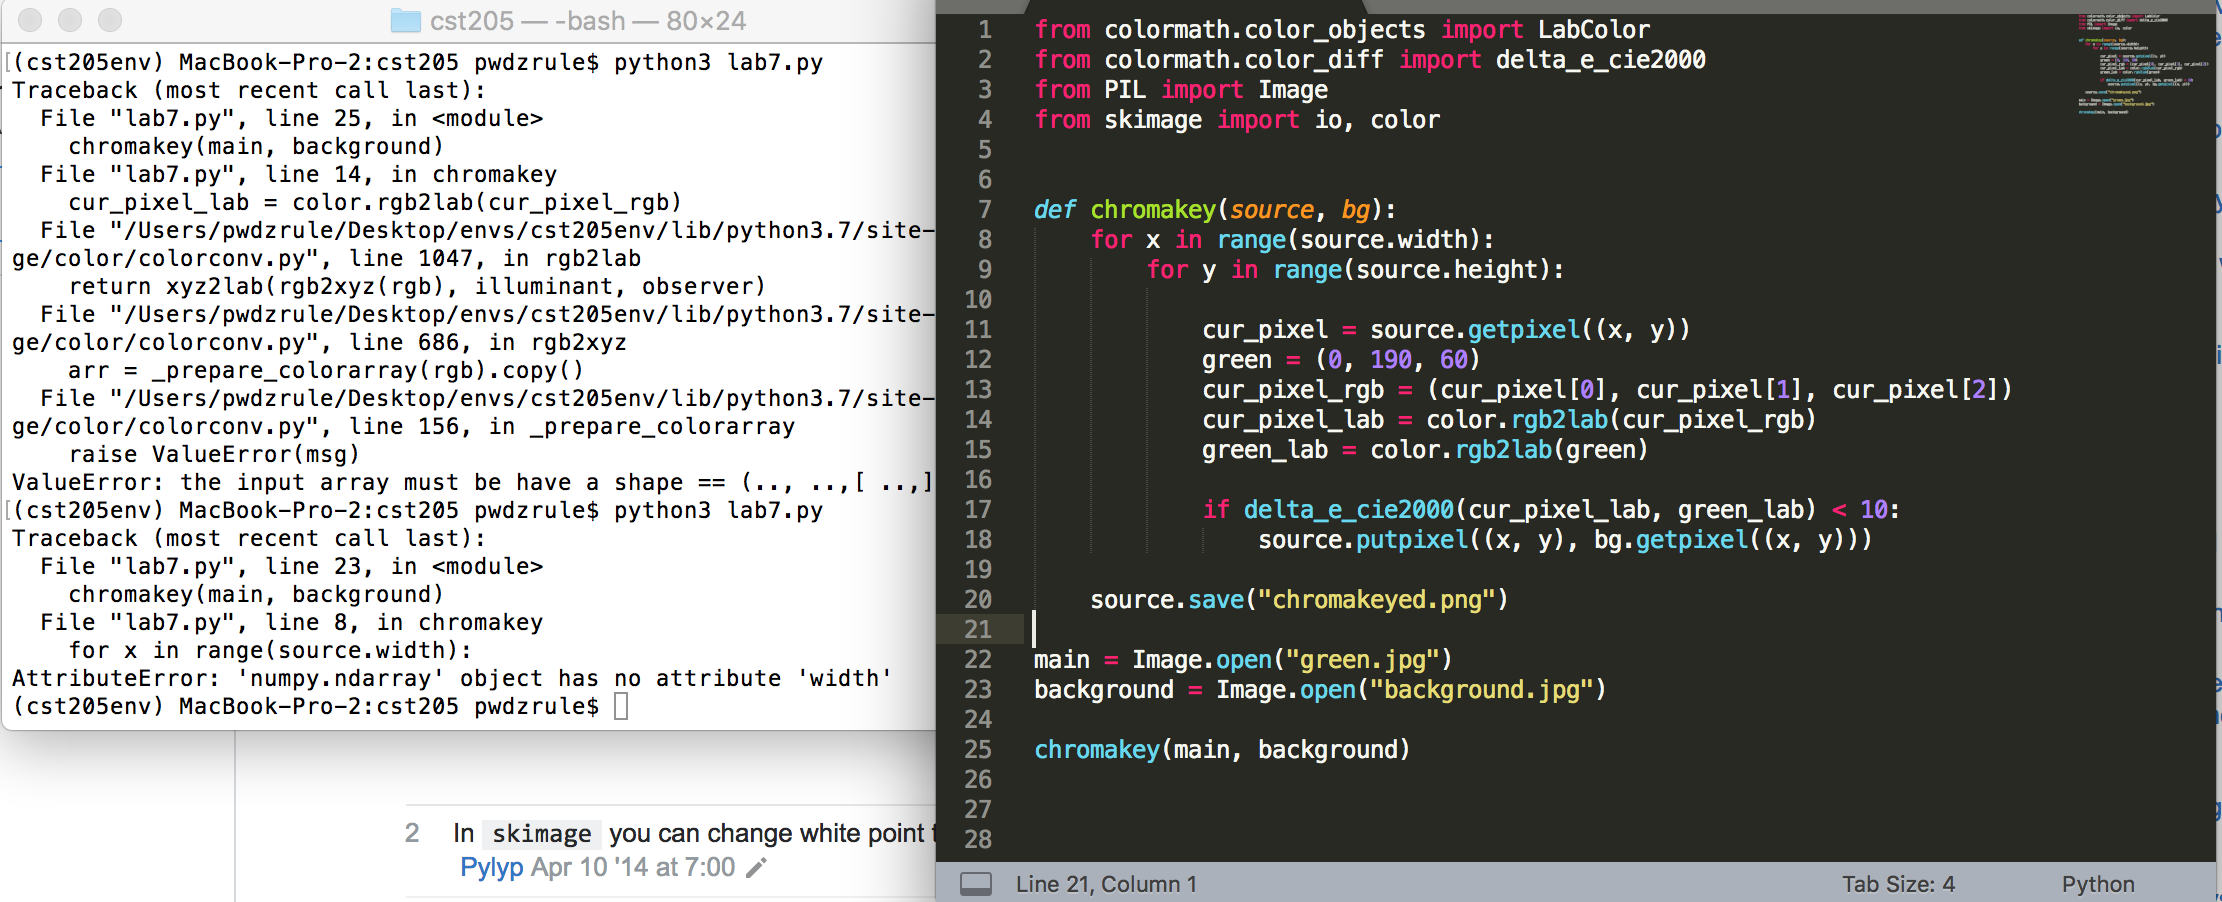 cst205 — -bash — 80×24
(cst205env) MacBook-Pro-2:cst205 pwdzrule$ python3 lab7.py
Traceback (most recent call last):
  File "lab7.py", line 25, in <module>
    chromakey(main, background)
  File "lab7.py", line 14, in chromakey
    cur_pixel_lab = color.rgb2lab(cur_pixel_rgb)
  File "/Users/pwdzrule/Desktop/envs/cst205env/lib/python3.7/site-
ge/color/colorconv.py", line 1047, in rgb2lab
    return xyz2lab(rgb2xyz(rgb), illuminant, observer)
  File "/Users/pwdzrule/Desktop/envs/cst205env/lib/python3.7/site-
ge/color/colorconv.py", line 686, in rgb2xyz
    arr = _prepare_colorarray(rgb).copy()
  File "/Users/pwdzrule/Desktop/envs/cst205env/lib/python3.7/site-
ge/color/colorconv.py", line 156, in _prepare_colorarray
    raise ValueError(msg)
ValueError: the input array must be have a shape == (.., ..,[ ..,]
(cst205env) MacBook-Pro-2:cst205 pwdzrule$ python3 lab7.py
Traceback (most recent call last):
  File "lab7.py", line 23, in <module>
    chromakey(main, background)
  File "lab7.py", line 8, in chromakey
    for x in range(source.width):
AttributeError: 'numpy.ndarray' object has no attribute 'width'
(cst205env) MacBook-Pro-2:cst205 pwdzrule$
2 In skimage you can change white point
Pylyp Apr 10 '14 at 7:00
1 from colormath.color_objects import LabColor
2 from colormath.color_diff import delta_e_cie2000
3 from PIL import Image
4 from skimage import io, color
5
6
7 def chromakey(source, bg):
8     for x in range(source.width):
9         for y in range(source.height):
10
11             cur_pixel = source.getpixel((x, y))
12             green = (0, 190, 60)
13             cur_pixel_rgb = (cur_pixel[0], cur_pixel[1], cur_pixel[2])
14             cur_pixel_lab = color.rgb2lab(cur_pixel_rgb)
15             green_lab = color.rgb2lab(green)
16
17             if delta_e_cie2000(cur_pixel_lab, green_lab) < 10:
18                 source.putpixel((x, y), bg.getpixel((x, y)))
19
20     source.save("chromakeyed.png")
21
22 main = Image.open("green.jpg")
23 background = Image.open("background.jpg")
24
25 chromakey(main, background)
26
27
28
Line 21, Column 1
Tab Size: 4
Python